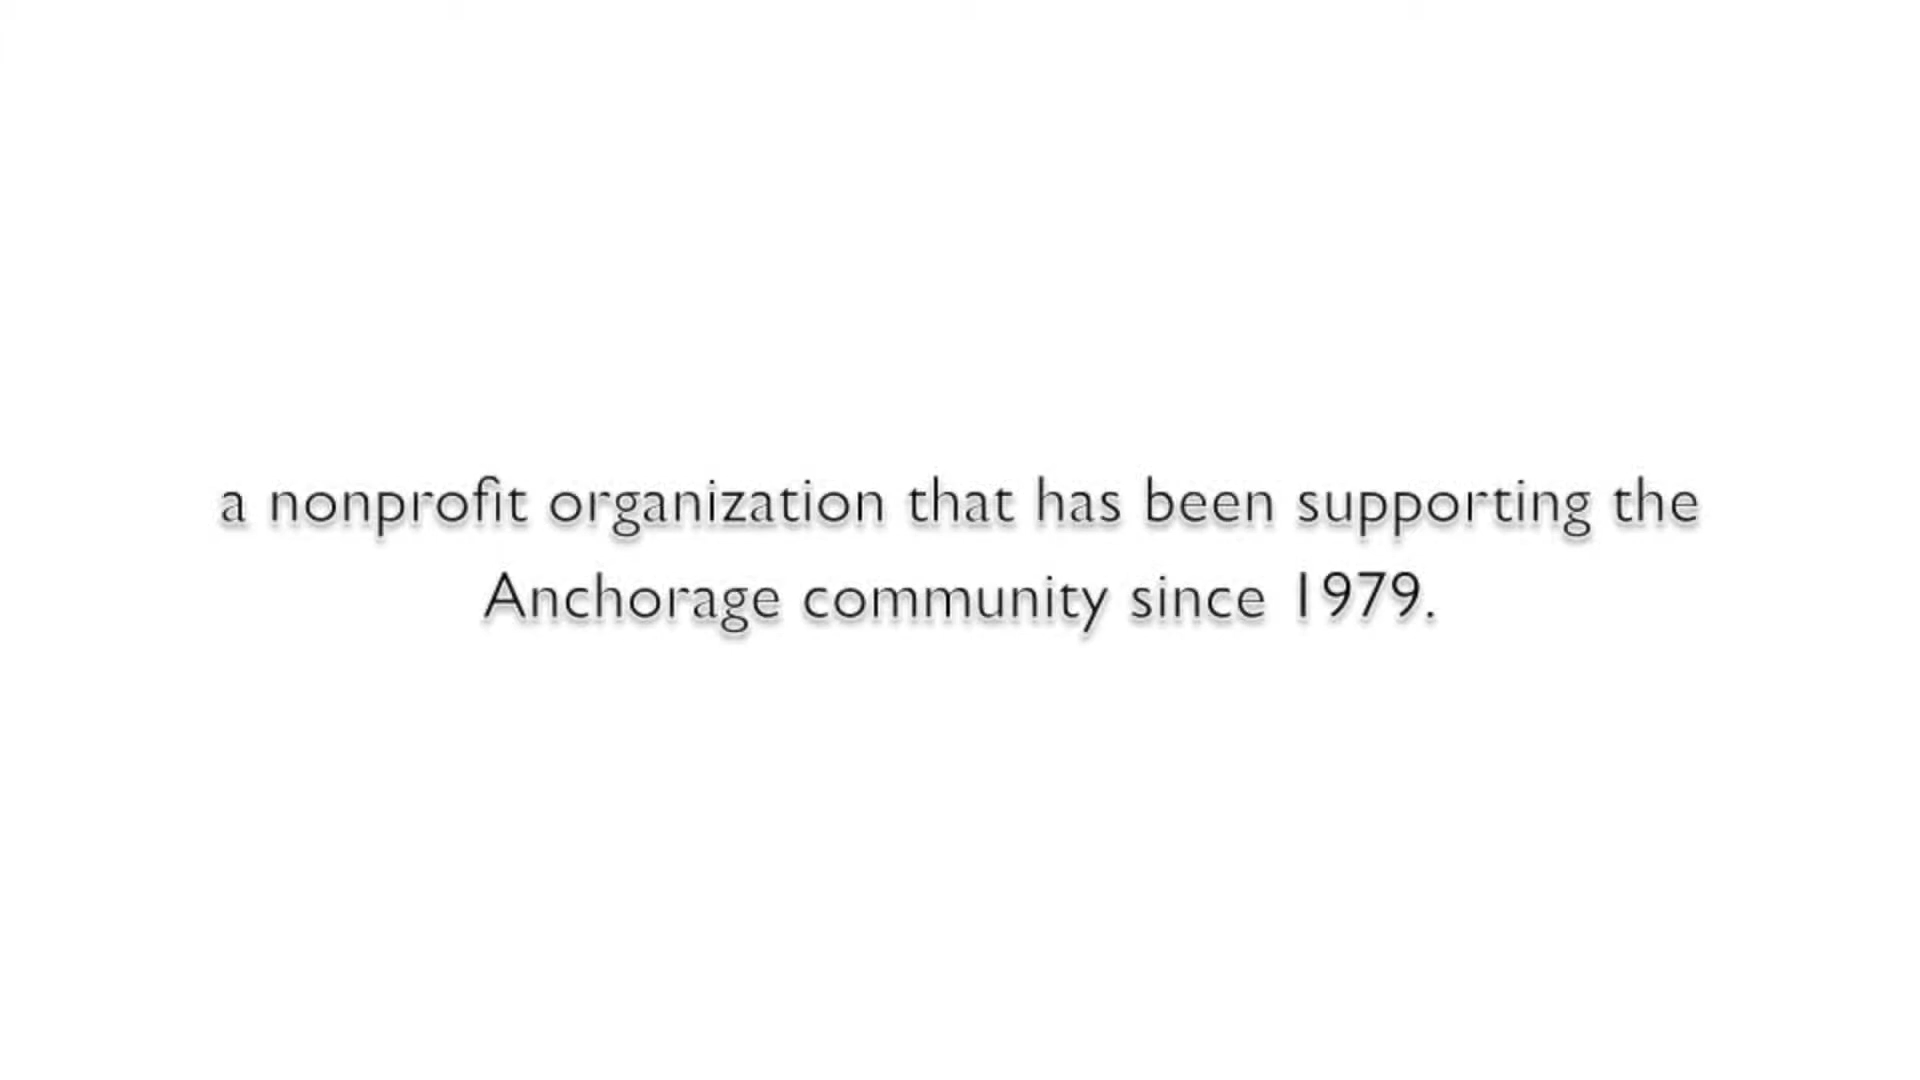 a nonprofit organization that has been supporting the
Anchorage community since 1979.